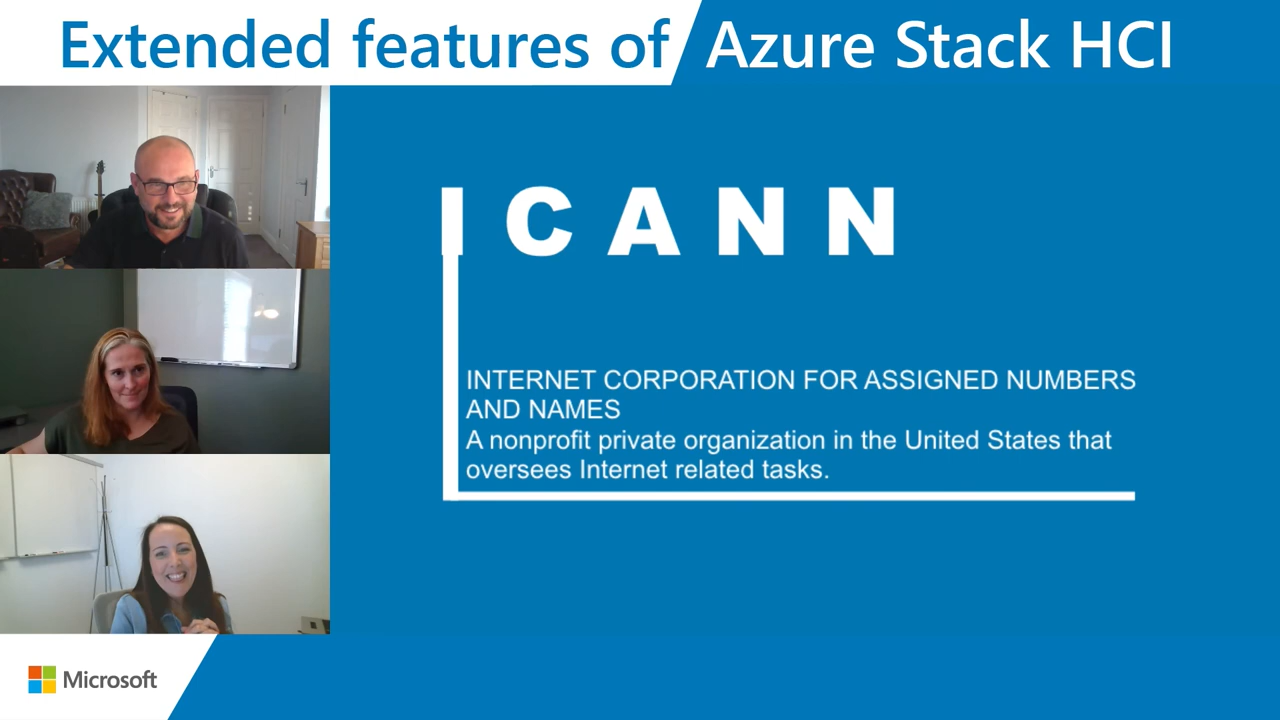 Extended features of Azure Stack HCI
ICANN
INTERNET CORPORATION FOR ASSIGNED NUMBERS
AND NAMES
A nonprofit private organization in the United States that
oversees Internet related tasks.
Microsoft